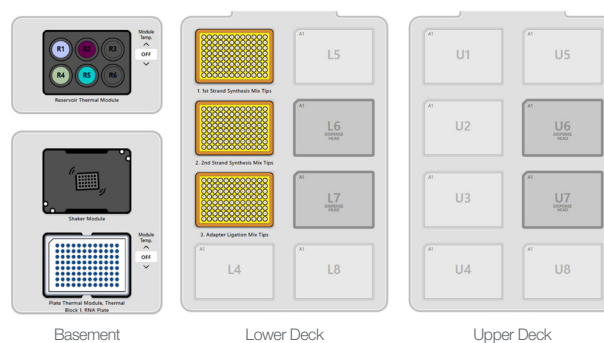 Module
Temp.
OFF
R1 R2 R3
R4 R5 R6
Reservoir Thermal Module
Shaker Module
Module
Temp.
OFF
Plate Thermal Module, Thermal
Block 1, RNA Plate
Basement
1. 1st Strand Synthesis Mix Tips
A1
L5
2. 2nd Strand Synthesis Mix Tips
A1
L6
DISPENSE
HEAD
3. Adapter Ligation Mix Tips
A1
L7
DISPENSE
HEAD
A1
L4
A1
L8
Lower Deck
A1
U1
A1
U5
A1
U2
A1
U6
DISPENSE
HEAD
A1
U3
A1
U7
DISPENSE
HEAD
A1
U4
A1
U8
Upper Deck